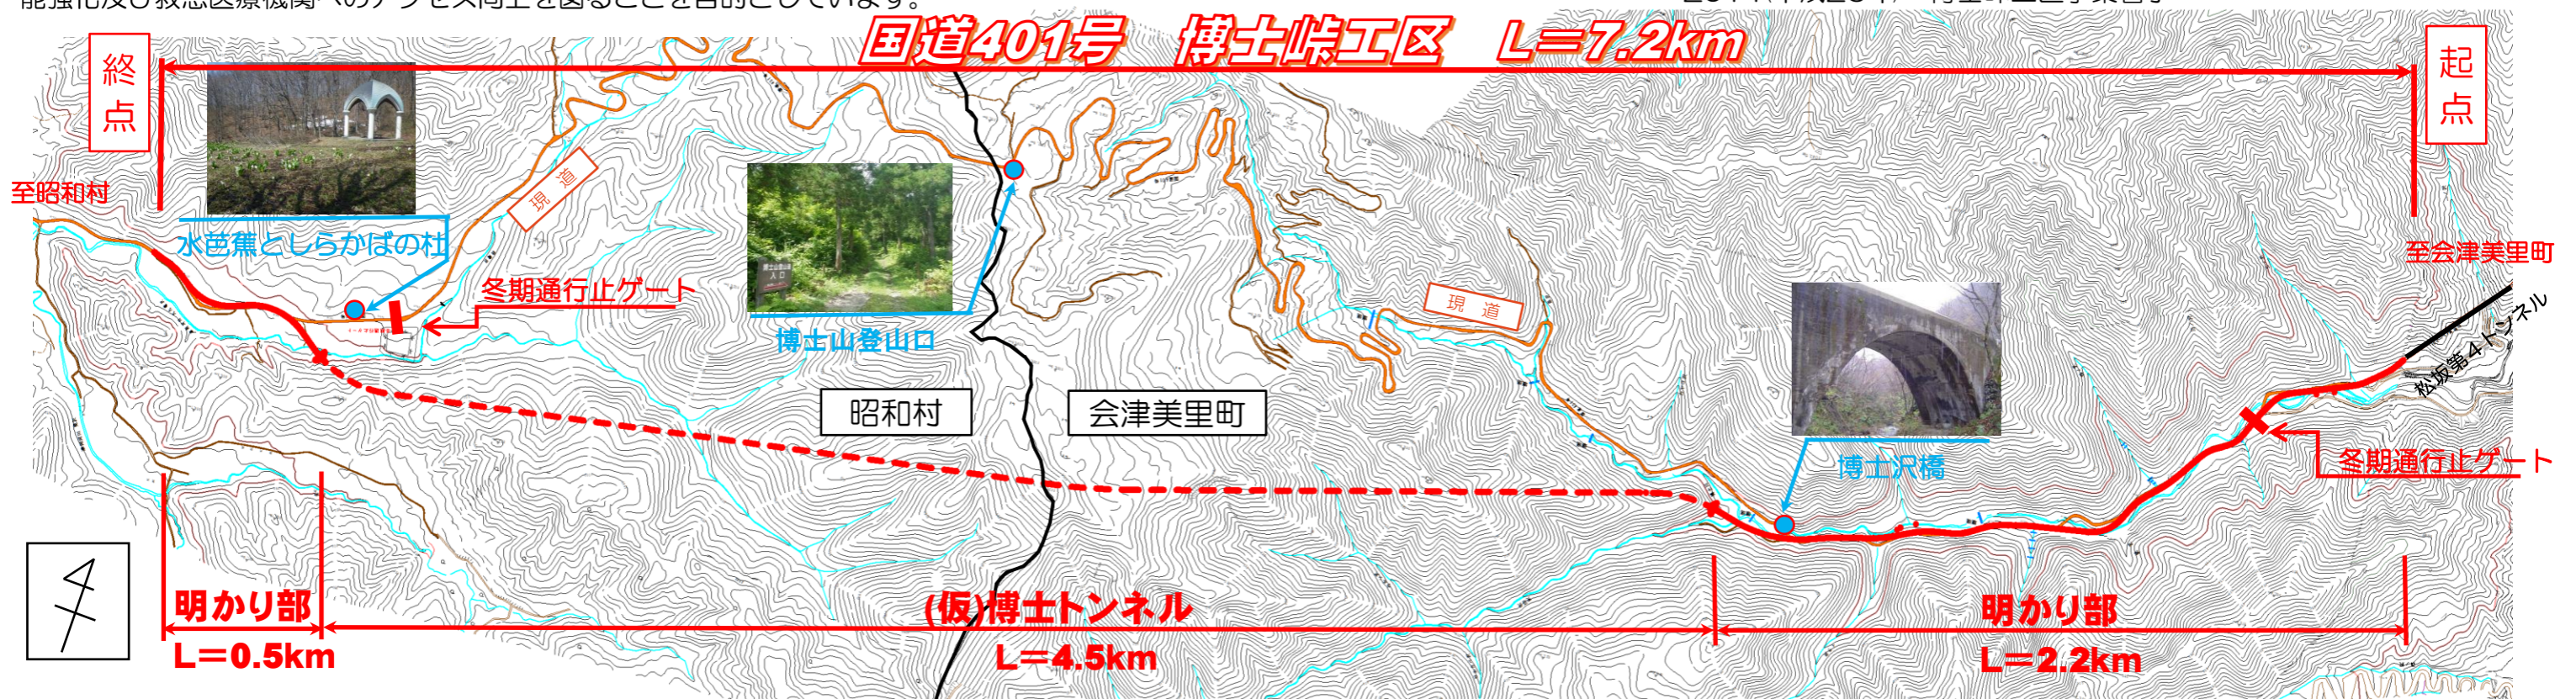 国道401号 博士峠工区 L=7.2km
終点
起点
至昭和村
水芭蕉としらかばの杜
現道
冬期通行止ゲート
博士山登山口
昭和村
会津美里町
現道
博士沢橋
至会津美里町
松坂第4トンネル
冬期通行止ゲート
明かり部
L=0.5km
(仮)博士トンネル
L=4.5km
明かり部
L=2.2km